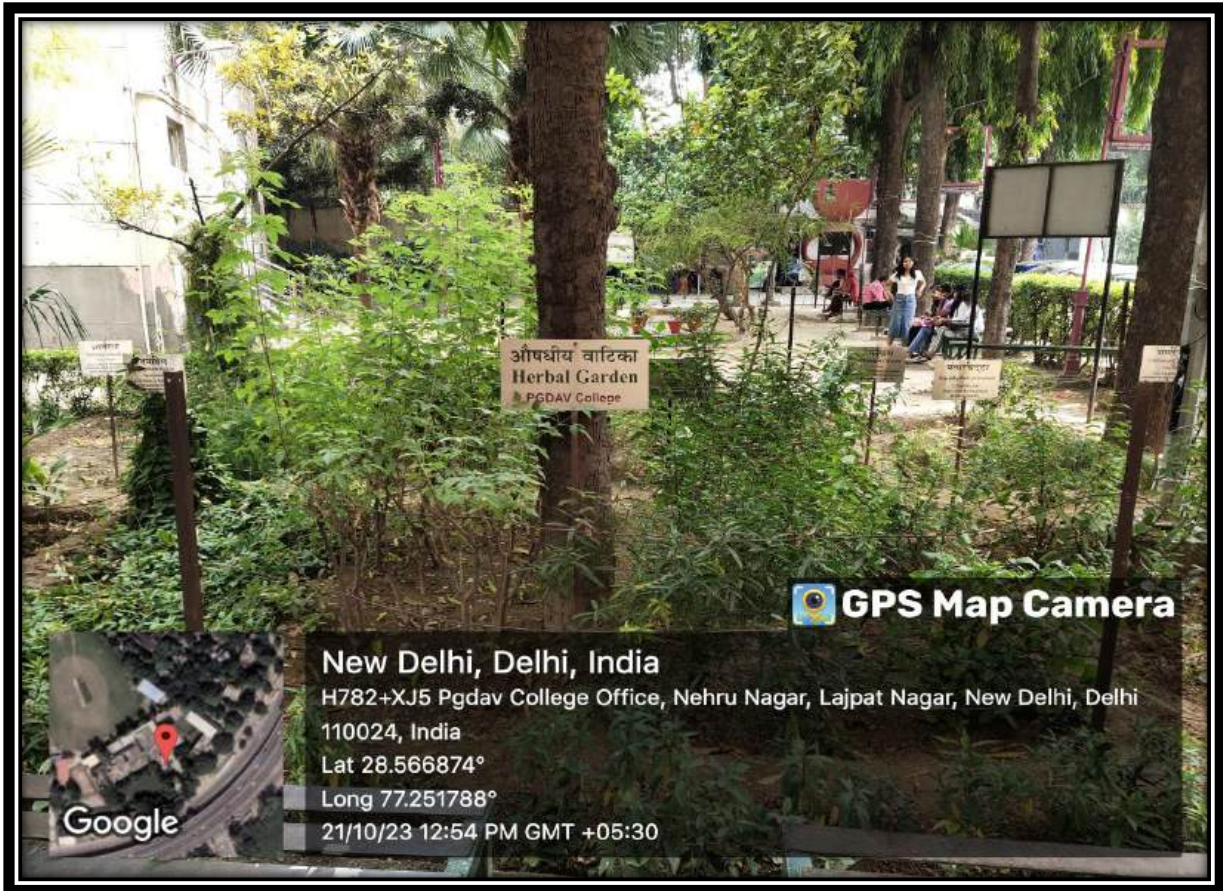 औषधीय वाटिका
Herbal Garden
PGDAV College
GPS Map Camera
New Delhi, Delhi, India
H782+XJ5 Pgdav College Office, Nehru Nagar, Lajpat Nagar, New Delhi, Delhi
110024, India
Lat 28.566874°
Long 77.251788°
21/10/23 12:54 PM GMT +05:30
Google